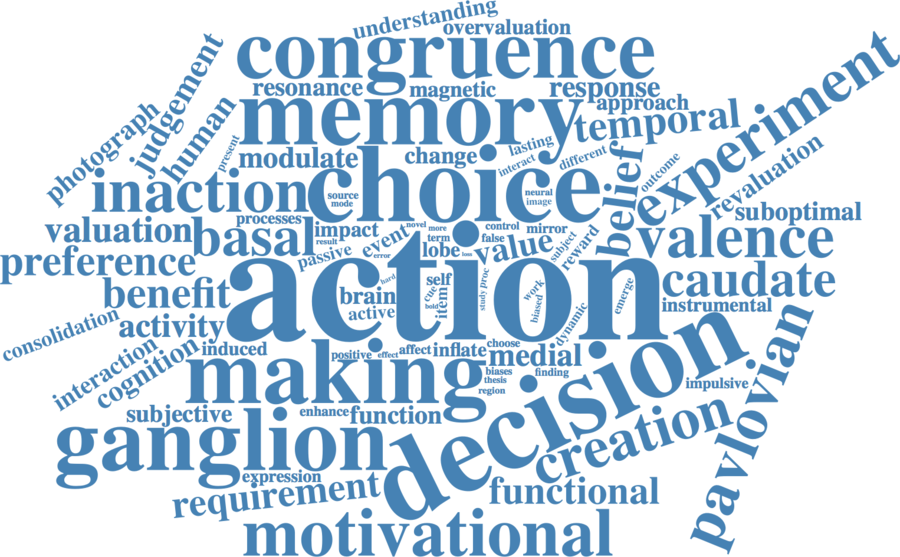 understanding
overvaluation
congruence
resonance
magnetic
response
approach
memory
temporal
experiment
photograph
judgement
human
present
modulate
change
lasting
interact
different
inaction
choice
source
mode
neural
image
belief
outcome
revaluation
suboptimal
valuation
processes
basal
impact
result
passive
event
error
novel
more
term
control
false
mirror
lobe
value
subject
reward
valence
preference
benefit
action
caudate
brain
active
hard
self
cue
item
bold
study
proc
work
biased
dynamic
emerge
instrumental
consolidation
activity
interaction
cognition
induced
making
positive
effect
affect
inflate
choose
medial
biases
thesis
region
finding
decision
impulsive
pavlovian
subjective
enhance
function
ganglion
creation
expression
requirement
functional
motivational